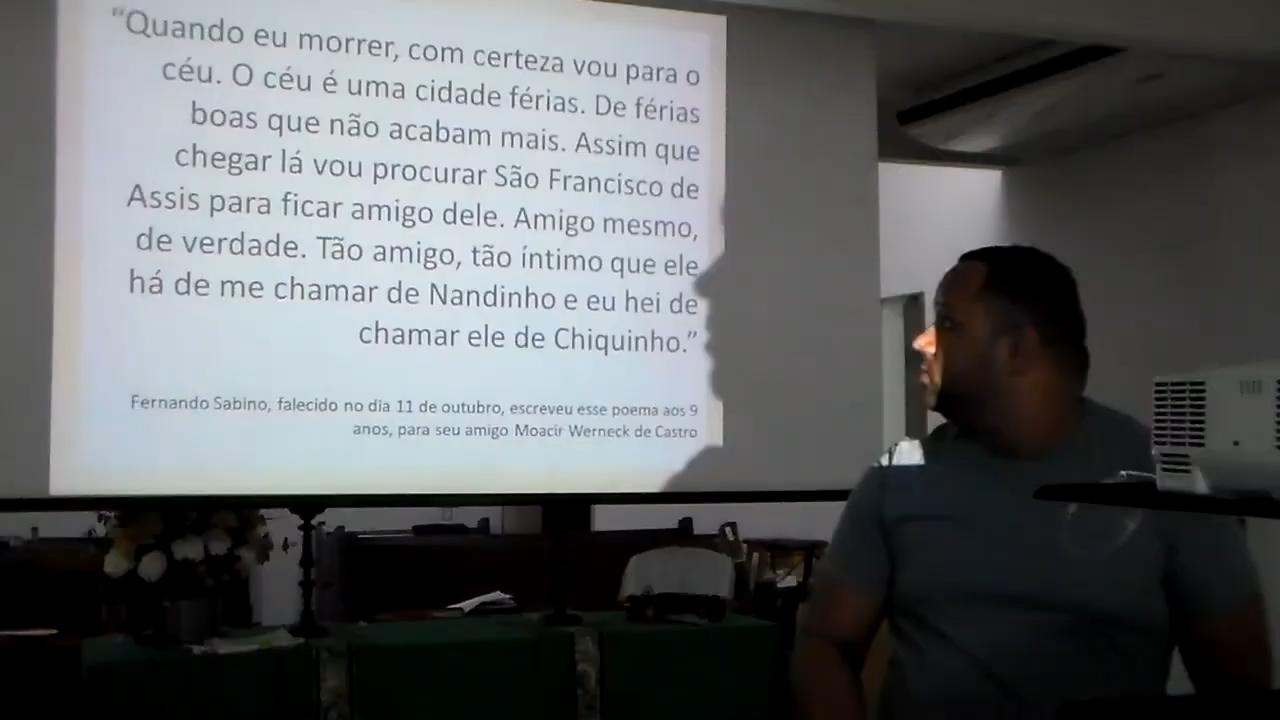 “Quando eu morrer, com certeza vou para o
céu. O céu é uma cidade férias. De férias
boas que não acabam mais. Assim que
chegar lá vou procurar São Francisco de
Assis para ficar amigo dele. Amigo mesmo,
de verdade. Tão amigo, tão íntimo que ele
há de me chamar de Nandinho e eu hei de
chamar ele de Chiquinho.”
Fernando Sabino, falecido no dia 11 de outubro, escreveu esse poema aos 9
anos, para seu amigo Moacir Werneck de Castro